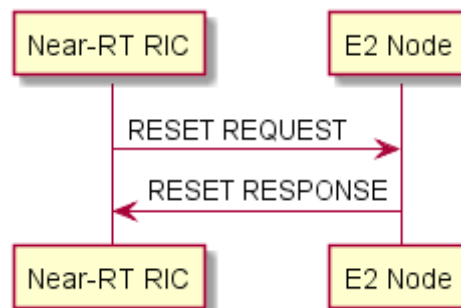 Near-RT RIC
E2 Node
RESET REQUEST
RESET RESPONSE
Near-RT RIC
E2 Node